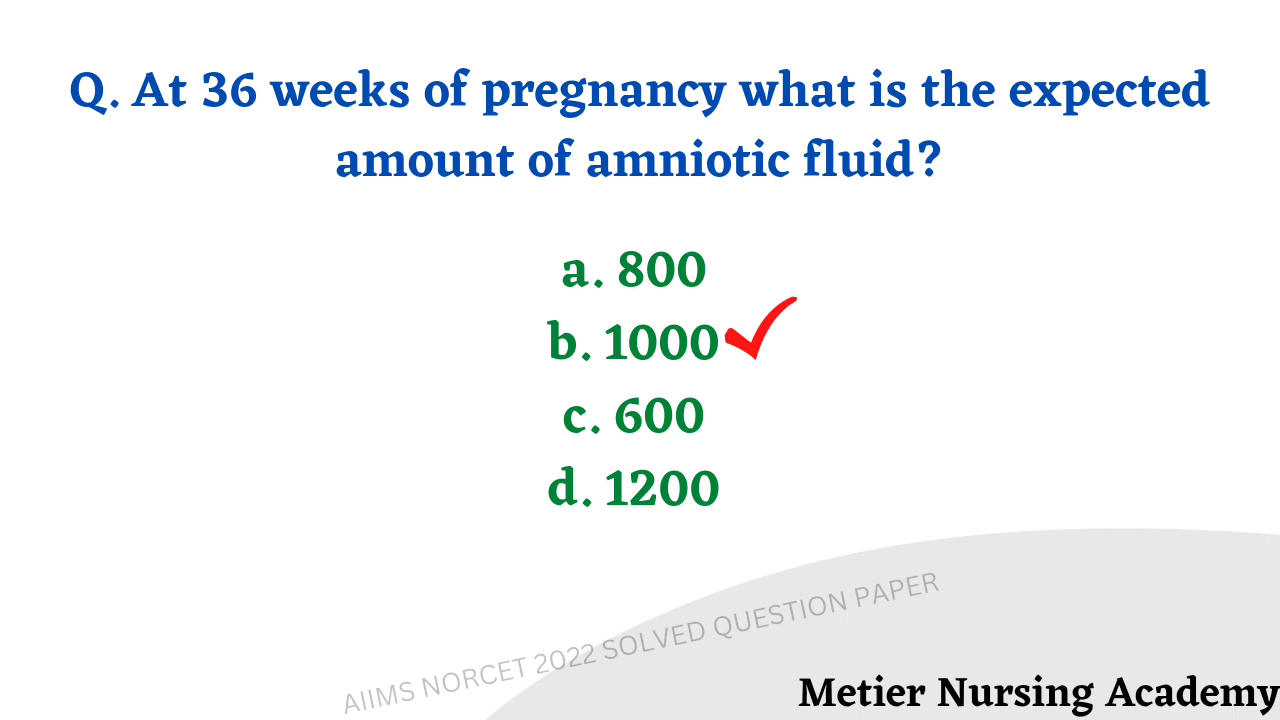 Q. At 36 weeks of pregnancy what is the expected
amount of amniotic fluid?
a. 800
b. 1000
c. 600
d. 1200
AIIMS NORCET 2022 SOLVED QUESTION PAPER
Metier Nursing Academy